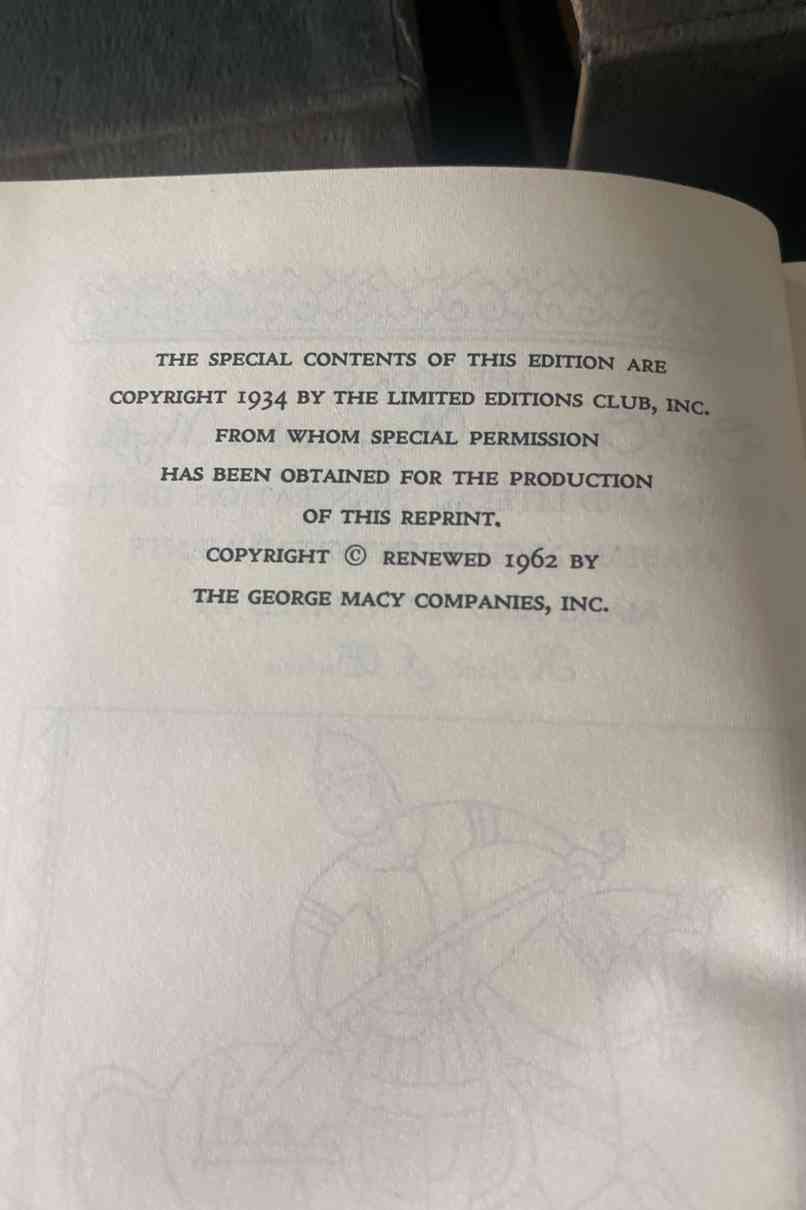 THE SPECIAL CONTENTS OF THIS EDITION ARE
COPYRIGHT 1934 BY THE LIMITED EDITIONS CLUB, INC.
FROM WHOM SPECIAL PERMISSION
HAS BEEN OBTAINED FOR THE PRODUCTION
OF THIS REPRINT.
COPYRIGHT © RENEWED 1962 BY
THE GEORGE MACY COMPANIES, INC.